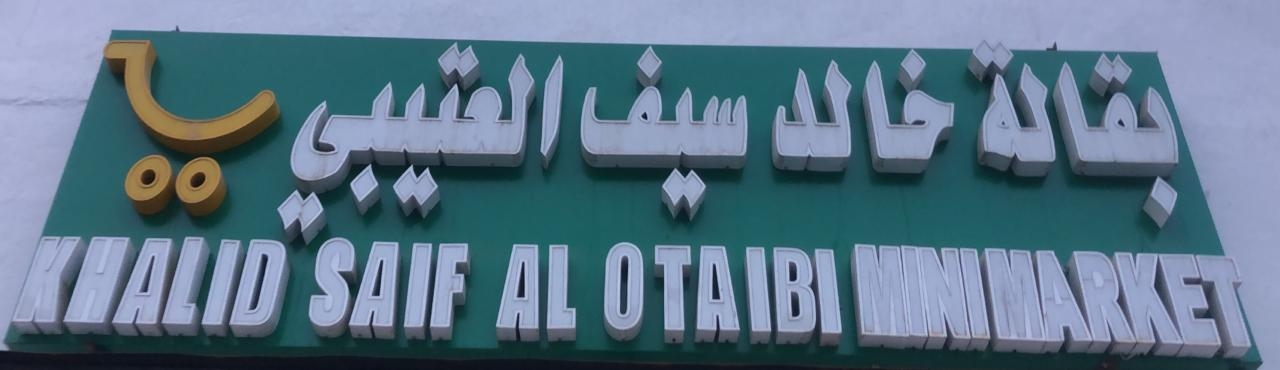 بقالة خالد سيف العتيبي
KHALID SAIF AL OTAIBI MINIMARKET